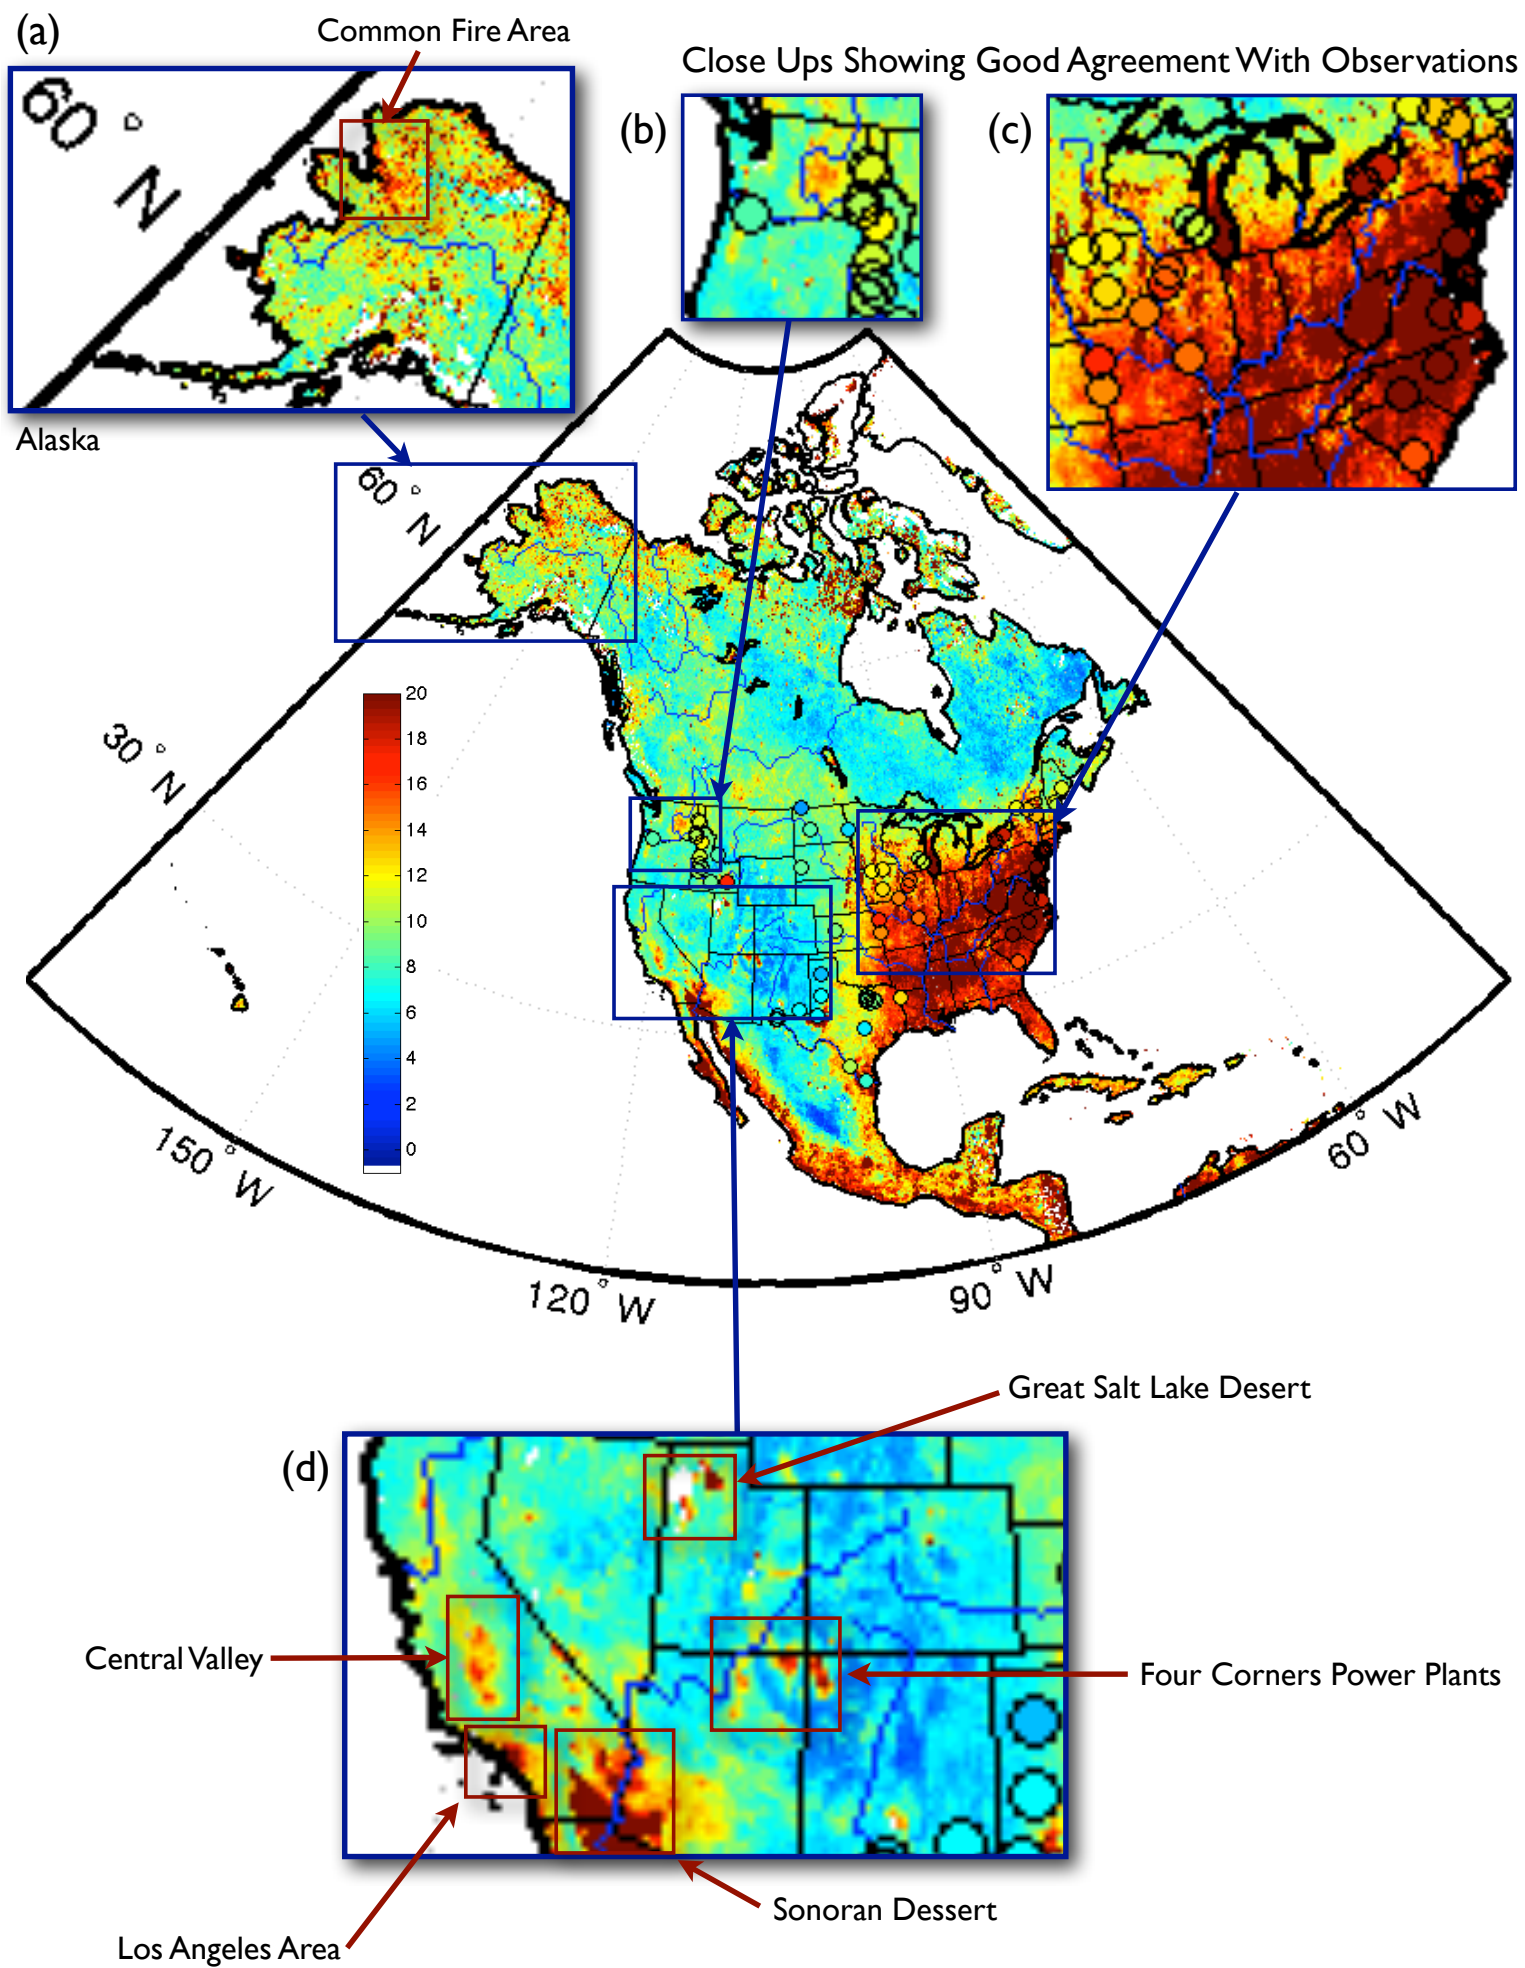 (a)
Common Fire Area
Close Ups Showing Good Agreement With Observations
(b)
(c)
60° N
Alaska
60° N
20
18
16
14
12
10
8
6
4
2
0
30° N
150° W
120° W
90° W
60° W
Great Salt Lake Desert
(d)
Central Valley
Four Corners Power Plants
Sonoran Dessert
Los Angeles Area